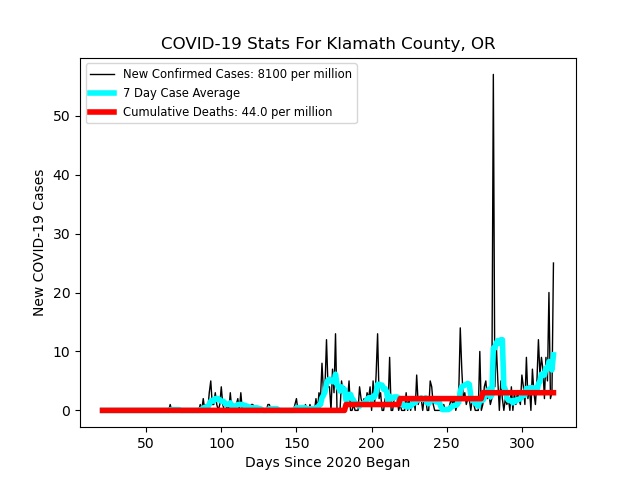 COVID-19 Stats For Klamath County, OR
New Confirmed Cases: 8100 per million
7 Day Case Average
Cumulative Deaths: 44.0 per million
New COVID-19 Cases
50
40
30
20
10
0
50 100 150 200 250 300
Days Since 2020 Began